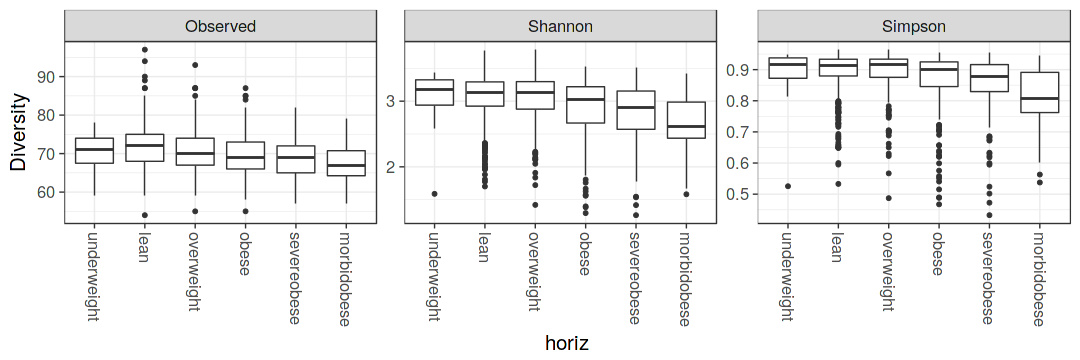 Observed
Shannon
Simpson
Diversity
90
80
70
60
3
2
0.9
0.8
0.7
0.6
0.5
underweight
lean
overweight
obese
severeobese
morbidobese
underweight
lean
overweight
obese
severeobese
morbidobese
underweight
lean
overweight
obese
severeobese
morbidobese
horiz